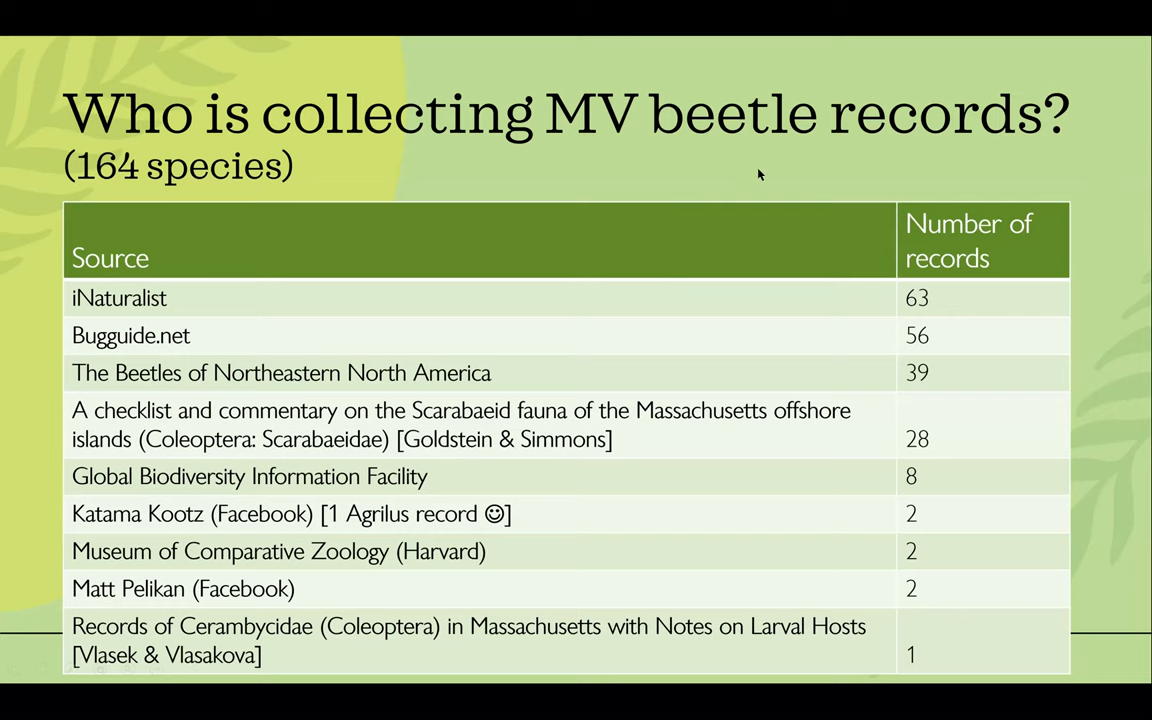 Who is collecting MV beetle records?
(164 species)
Source
Number of
records
iNaturalist
63
Bugguide.net
56
The Beetles of Northeastern North America
39
A checklist and commentary on the Scarabaeid fauna of the Massachusetts offshore
islands (Coleoptera: Scarabaeidae) [Goldstein & Simmons]
28
Global Biodiversity Information Facility
8
Katama Kootz (Facebook) [1 Agrilus record ☺]
2
Museum of Comparative Zoology (Harvard)
2
Matt Pelikan (Facebook)
2
Records of Cerambycidae (Coleoptera) in Massachusetts with Notes on Larval Hosts
[Vlasek & Vlasakova]
1